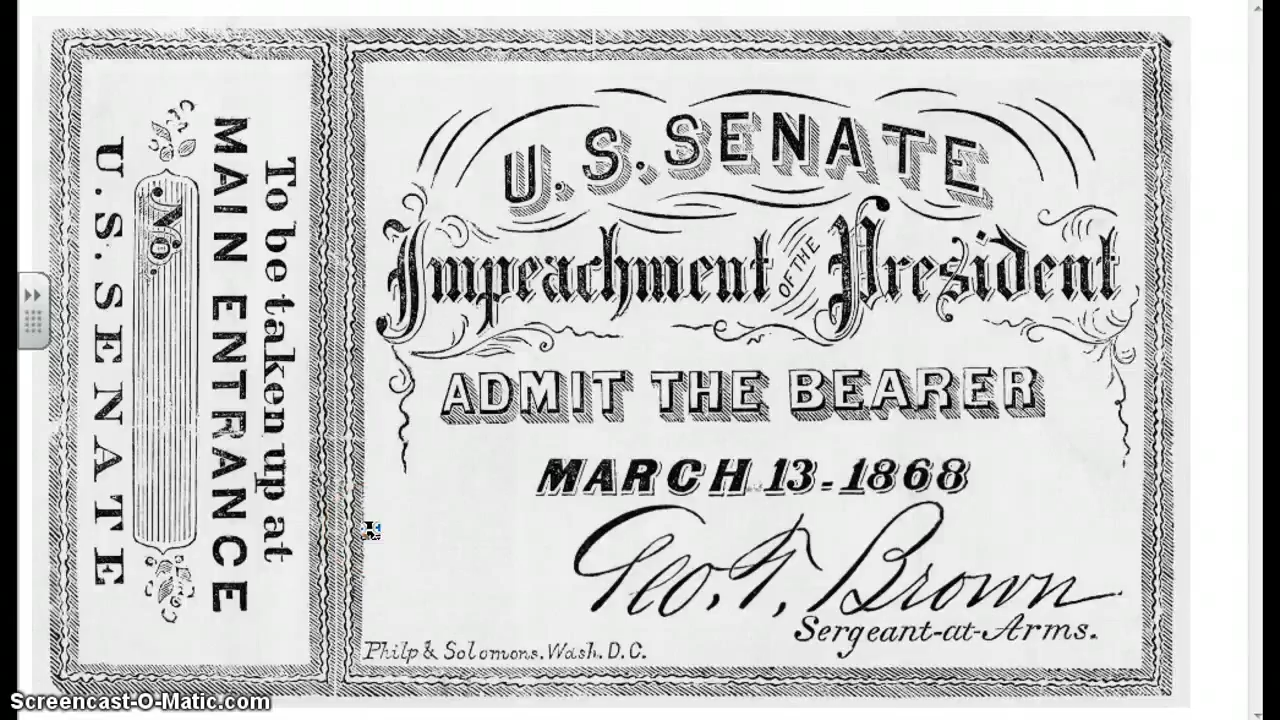 To be taken up at
MAIN ENTRANCE
No.
U.S. SENATE
U.S. SENATE
Impeachment OF THE President
ADMIT THE BEARER
MARCH 13-1868
Geo. T. Brown
Sergeant-at-Arms.
Philp & Solomons. Wash. D.C.
Screencast-O-Matic.com